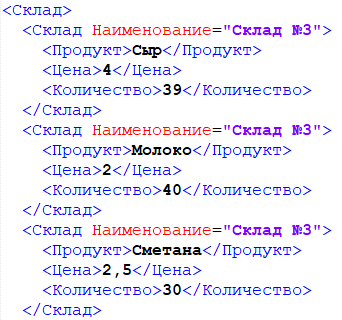 <Склад>
<Склад Наименование="Склад №3">
<Продукт>Сыр</Продукт>
<Цена>4</Цена>
<Количество>39</Количество>
</Склад>
<Склад Наименование="Склад №3">
<Продукт>Молоко</Продукт>
<Цена>2</Цена>
<Количество>40</Количество>
</Склад>
<Склад Наименование="Склад №3">
<Продукт>Сметана</Продукт>
<Цена>2,5</Цена>
<Количество>30</Количество>
</Склад>